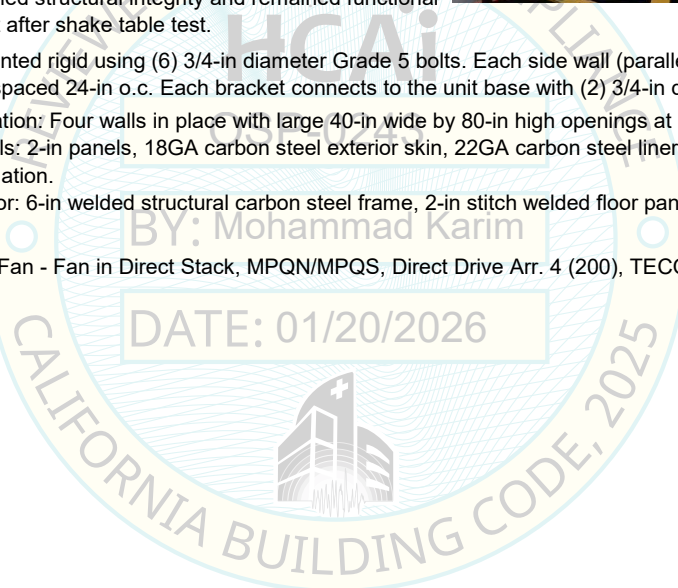 ed structural integrity and remained functional
after shake table test.
HCAi
nted rigid using (6) 3/4-in diameter Grade 5 bolts. Each side wall (paralle
paced 24-in o.c. Each bracket connects to the unit base with (2) 3/4-in d
ation: Four walls in place with large 40-in wide by 80-in high openings at
OSP-0243
ls: 2-in panels, 18GA carbon steel exterior skin, 22GA carbon steel liner
ation.
or: 6-in welded structural carbon steel frame, 2-in stitch welded floor pan
BY: Mohammad Karim
Fan - Fan in Direct Stack, MPQN/MPQS, Direct Drive Arr. 4 (200), TECO
DATE: 01/20/2026
CALIFORNIA BUILDING CODE, 2025